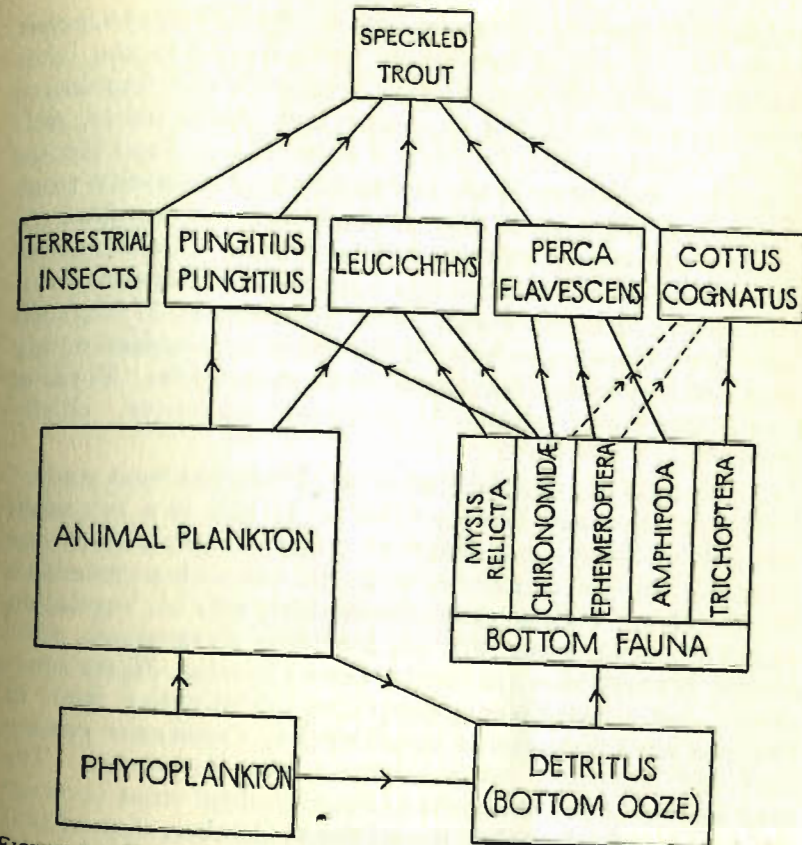 SPECKLED
TROUT
TERRESTRIAL
INSECTS
PUNGITIUS
PUNGITIUS
LEUCICHTHYS
PERCA
FLAVESCENS
COTTUS
COGNATUS
ANIMAL PLANKTON
MYSIS
RELICTA
CHIRONOMIDÆ
EPHEMEROPTERA
AMPHIPODA
TRICHOPTERA
BOTTOM FAUNA
PHYTOPLANKTON
DETRITUS
(BOTTOM OOZE)